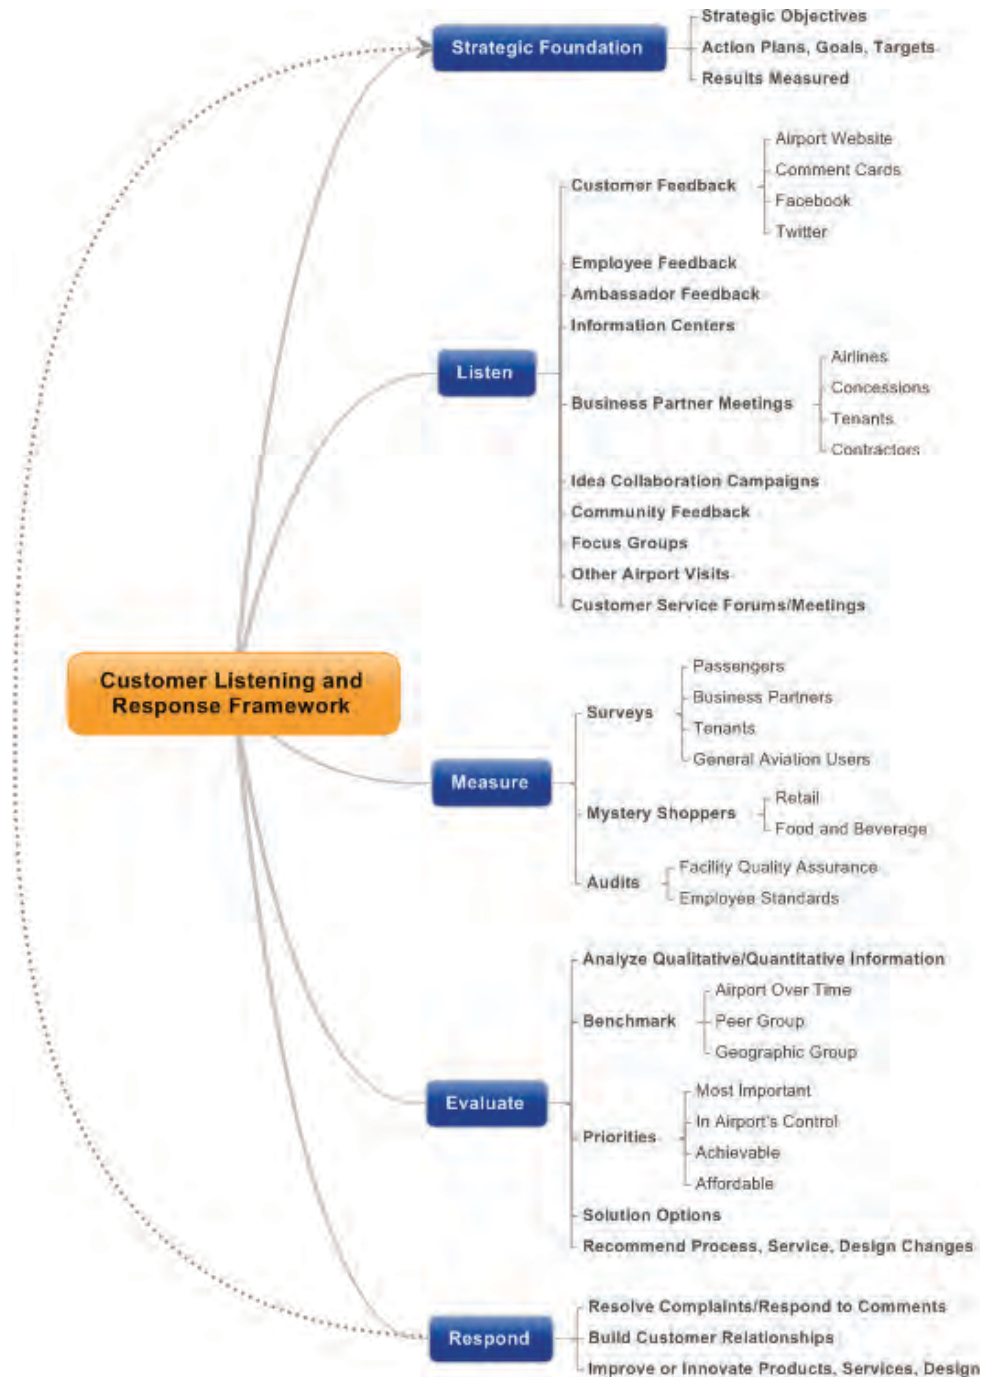 Strategic Foundation
Strategic Objectives
Action Plans, Goals, Targets
Results Measured
Listen
Customer Feedback
Airport Website
Comment Cards
Facebook
Twitter
Employee Feedback
Ambassador Feedback
Information Centers
Business Partner Meetings
Airlines
Concessions
Tenants
Contractors
Idea Collaboration Campaigns
Community Feedback
Focus Groups
Other Airport Visits
Customer Service Forums/Meetings
Customer Listening and
Response Framework
Measure
Surveys
Passengers
Business Partners
Tenants
General Aviation Users
Mystery Shoppers
Retail
Food and Beverage
Audits
Facility Quality Assurance
Employee Standards
Evaluate
Analyze Qualitative/Quantitative Information
Benchmark
Airport Over Time
Peer Group
Geographic Group
Priorities
Most Important
In Airport's Control
Achievable
Affordable
Solution Options
Recommend Process, Service, Design Changes
Respond
Resolve Complaints/Respond to Comments
Build Customer Relationships
Improve or Innovate Products, Services, Design